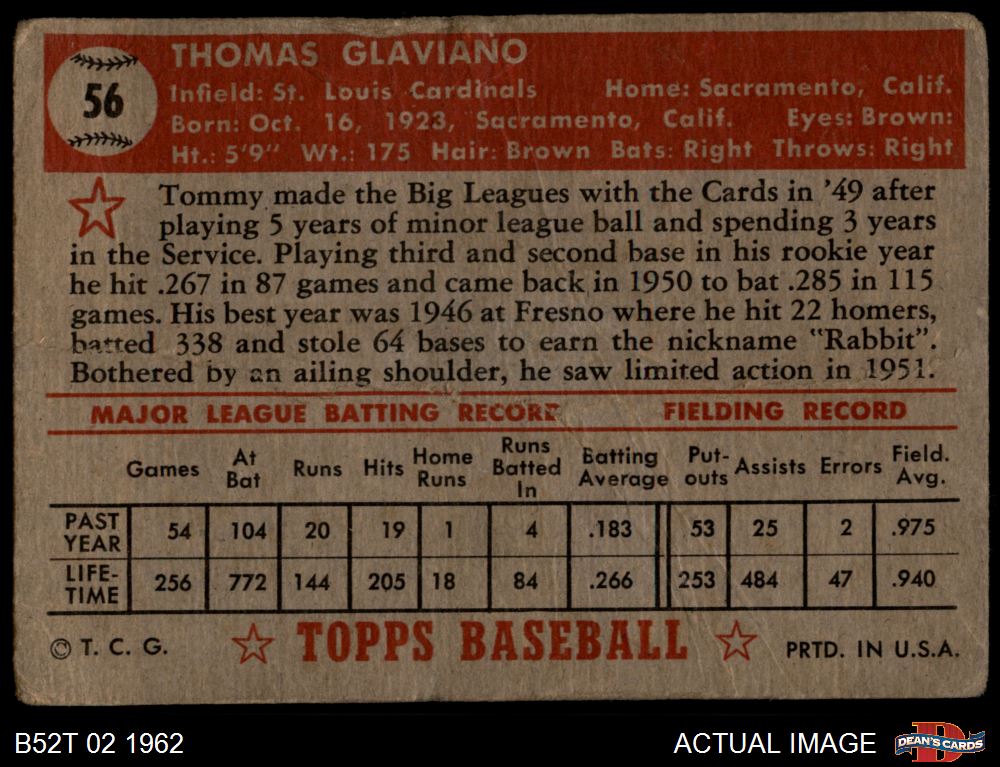 56
THOMAS GLAVIANO
Infield: St. Louis Cardinals Home: Sacramento, Calif.
Born: Oct. 16, 1923, Sacramento, Calif. Eyes: Brown:
Ht.: 5'9" Wt.: 175 Hair: Brown Bats: Right Throws: Right
Tommy made the Big Leagues with the Cards in '49 after
playing 5 years of minor league ball and spending 3 years
in the Service. Playing third and second base in his rookie year
he hit .267 in 87 games and came back in 1950 to bat .285 in 115
games. His best year was 1946 at Fresno where he hit 22 homers,
batted 338 and stole 64 bases to earn the nickname "Rabbit".
Bothered by an ailing shoulder, he saw limited action in 1951.
MAJOR LEAGUE BATTING RECORD FIELDING RECORD
Games At Bat Runs Hits Home Runs Runs Batted In Batting Average Put-outs Assists Errors Field. Avg.
PAST YEAR 54 104 20 19 1 4 .183 53 25 2 .975
LIFE-TIME 256 772 144 205 18 84 .266 253 484 47 .940
© T. C. G. TOPPS BASEBALL PRTD. IN U.S.A.
B52T 02 1962 ACTUAL IMAGE D DEAN'S CARDS